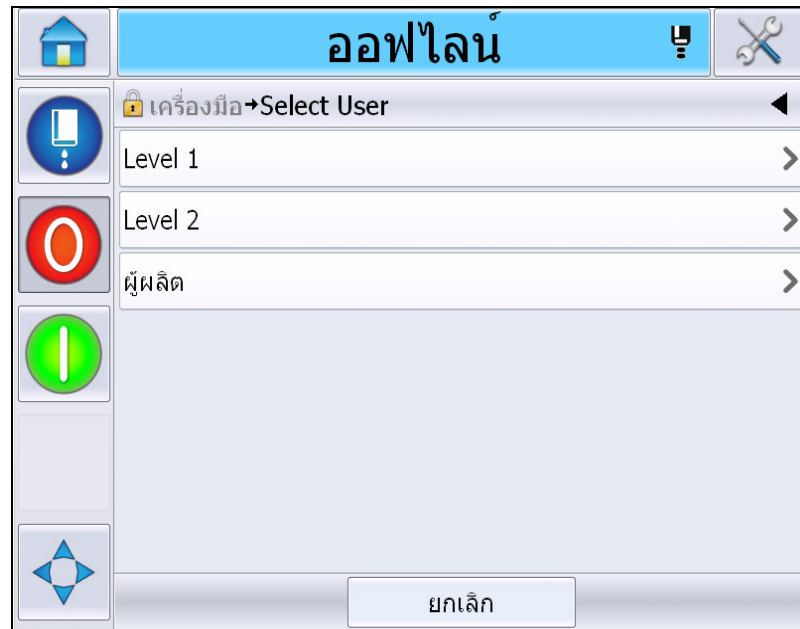 ออฟไลน์
เครื่องมือ→Select User
Level 1
Level 2
ผู้ผลิต
ยกเลิก